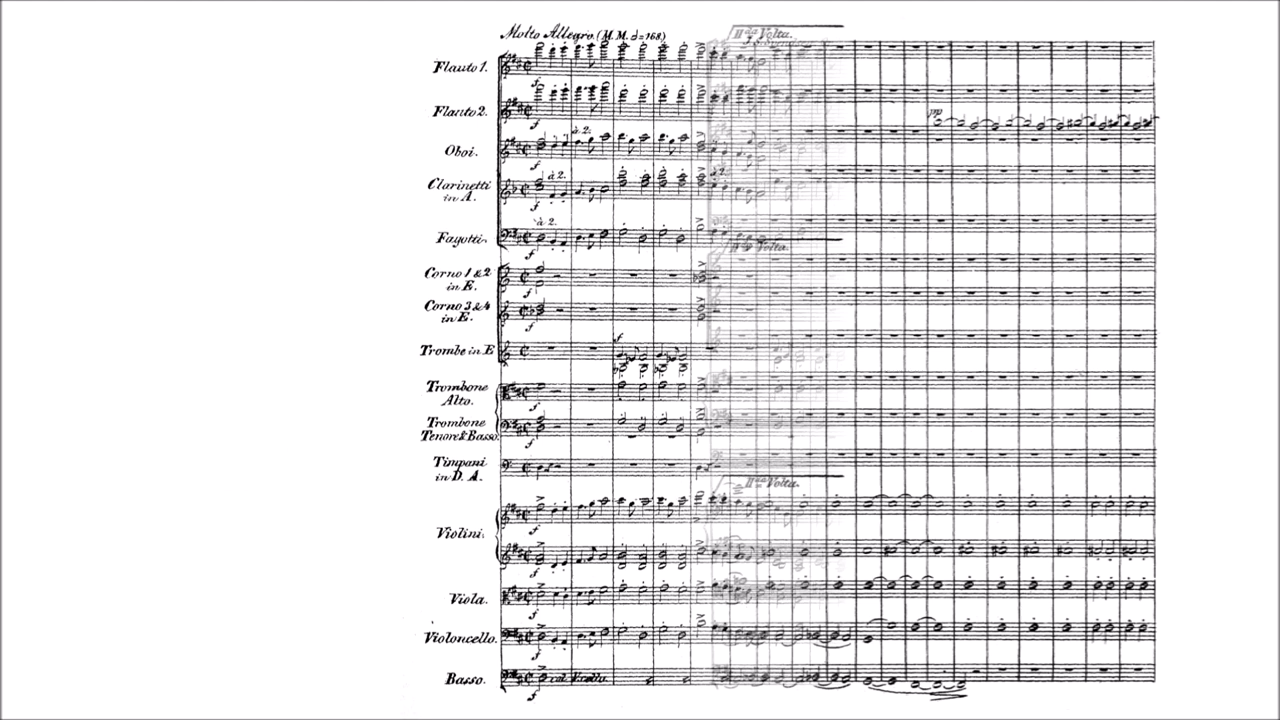 Molto Allegro. (M. M. 𝅗𝅥=168)
IIda Volta.
Flauto 1.
f
Flauto 2.
f
pp
à 2.
Oboi.
f
à 2.
Clarinetti
in A.
f
à 2.
Fagotti.
f
IIda Volta.
Corno 1 & 2
in E.
f
Corno 3 & 4
in E.
f
f
Trombe in E
Trombone
Alto.
f
Trombone
Tenore & Basso.
f
Timpani
in D. A.
f
IIda Volta.
f
Violini.
f
Viola.
f
Violoncello.
f
Basso.
col Vcello.
f